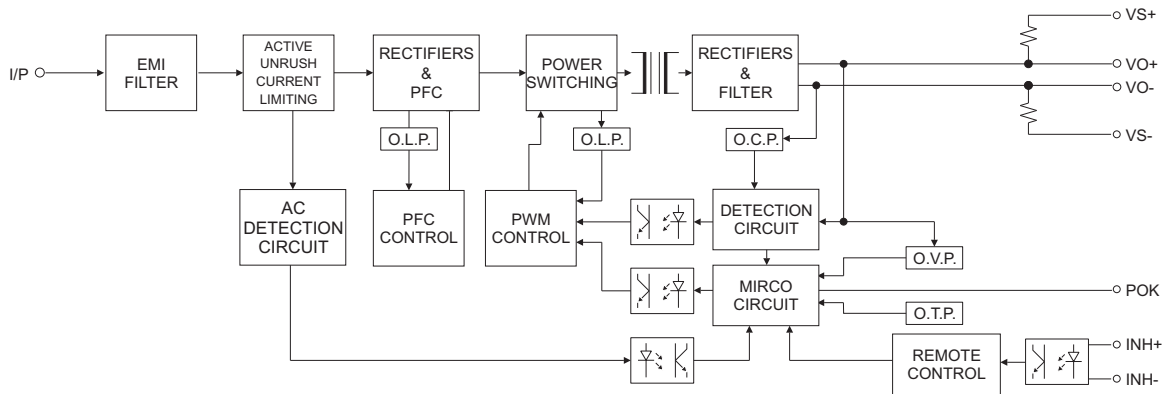 VS+
I/P
EMI
FILTER
ACTIVE
UNRUSH
CURRENT
LIMITING
RECTIFIERS
&
PFC
POWER
SWITCHING
RECTIFIERS
&
FILTER
VO+
VO-
VS-
O.L.P.
O.L.P.
O.C.P.
AC
DETECTION
CIRCUIT
PFC
CONTROL
PWM
CONTROL
DETECTION
CIRCUIT
O.V.P.
MIRCO
CIRCUIT
POK
O.T.P.
REMOTE
CONTROL
INH+
INH-